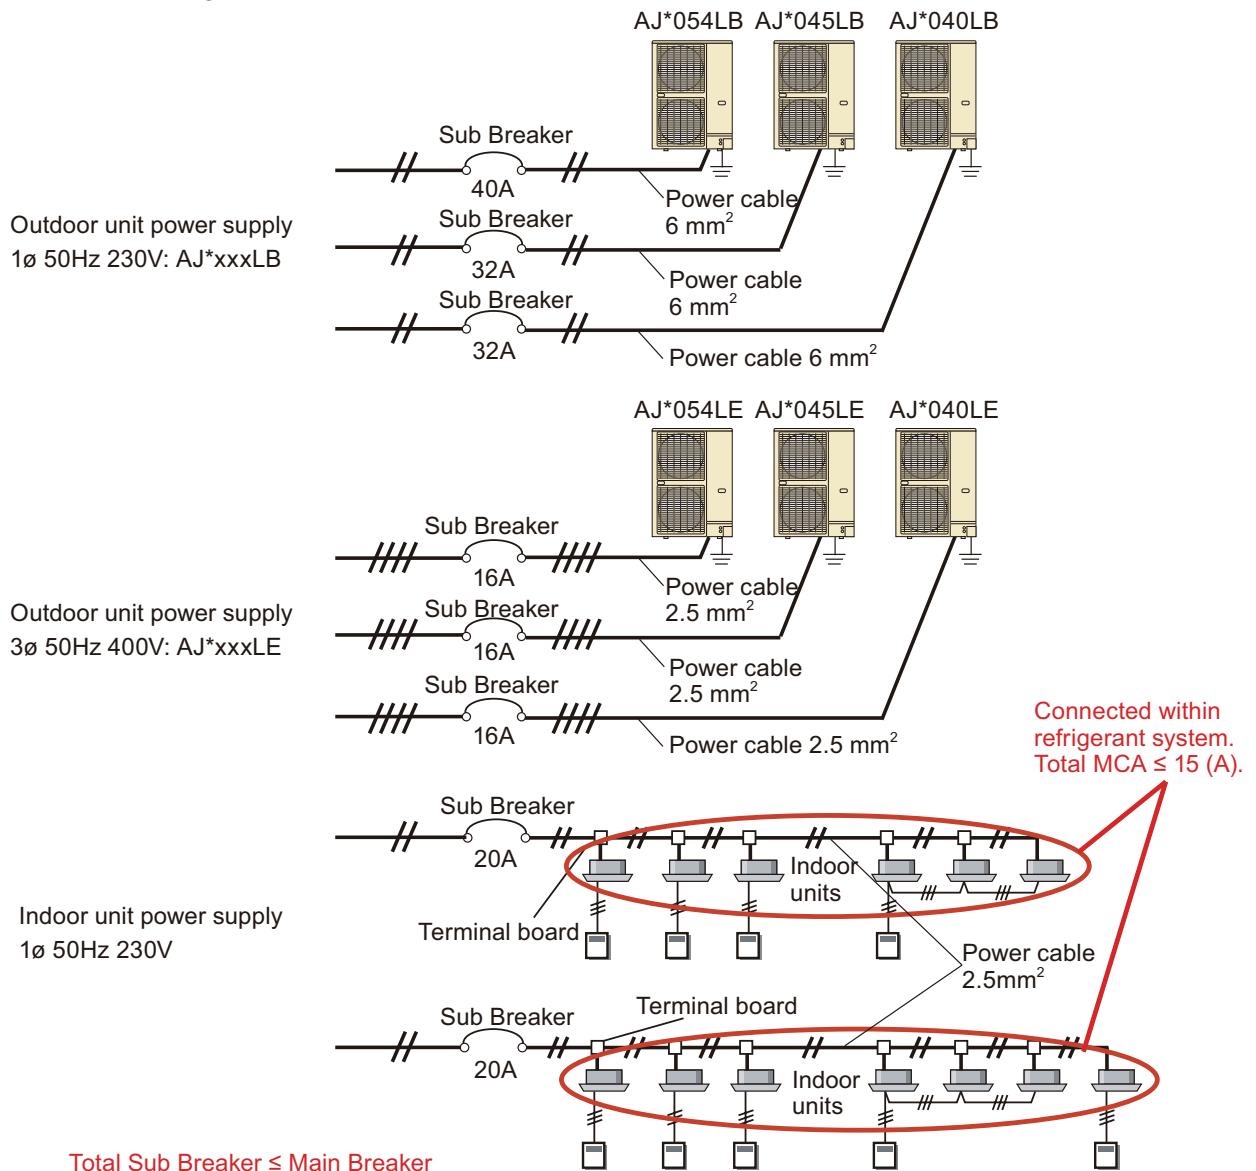 AJ*054LB AJ*045LB AJ*040LB
Sub Breaker
40A
Power cable
6 mm²
Outdoor unit power supply
1ø 50Hz 230V: AJ*xxxLB
Sub Breaker
32A
Power cable
6 mm²
Sub Breaker
32A
Power cable 6 mm²
AJ*054LE AJ*045LE AJ*040LE
Sub Breaker
16A
Power cable
2.5 mm²
Outdoor unit power supply
3ø 50Hz 400V: AJ*xxxLE
Sub Breaker
16A
Power cable
2.5 mm²
Sub Breaker
16A
Power cable 2.5 mm²
Connected within
refrigerant system.
Total MCA ≤ 15 (A).
Sub Breaker
20A
Indoor
units
Indoor unit power supply
1ø 50Hz 230V
Terminal board
Power cable
2.5mm²
Sub Breaker
20A
Terminal board
Indoor
units
Total Sub Breaker ≤ Main Breaker